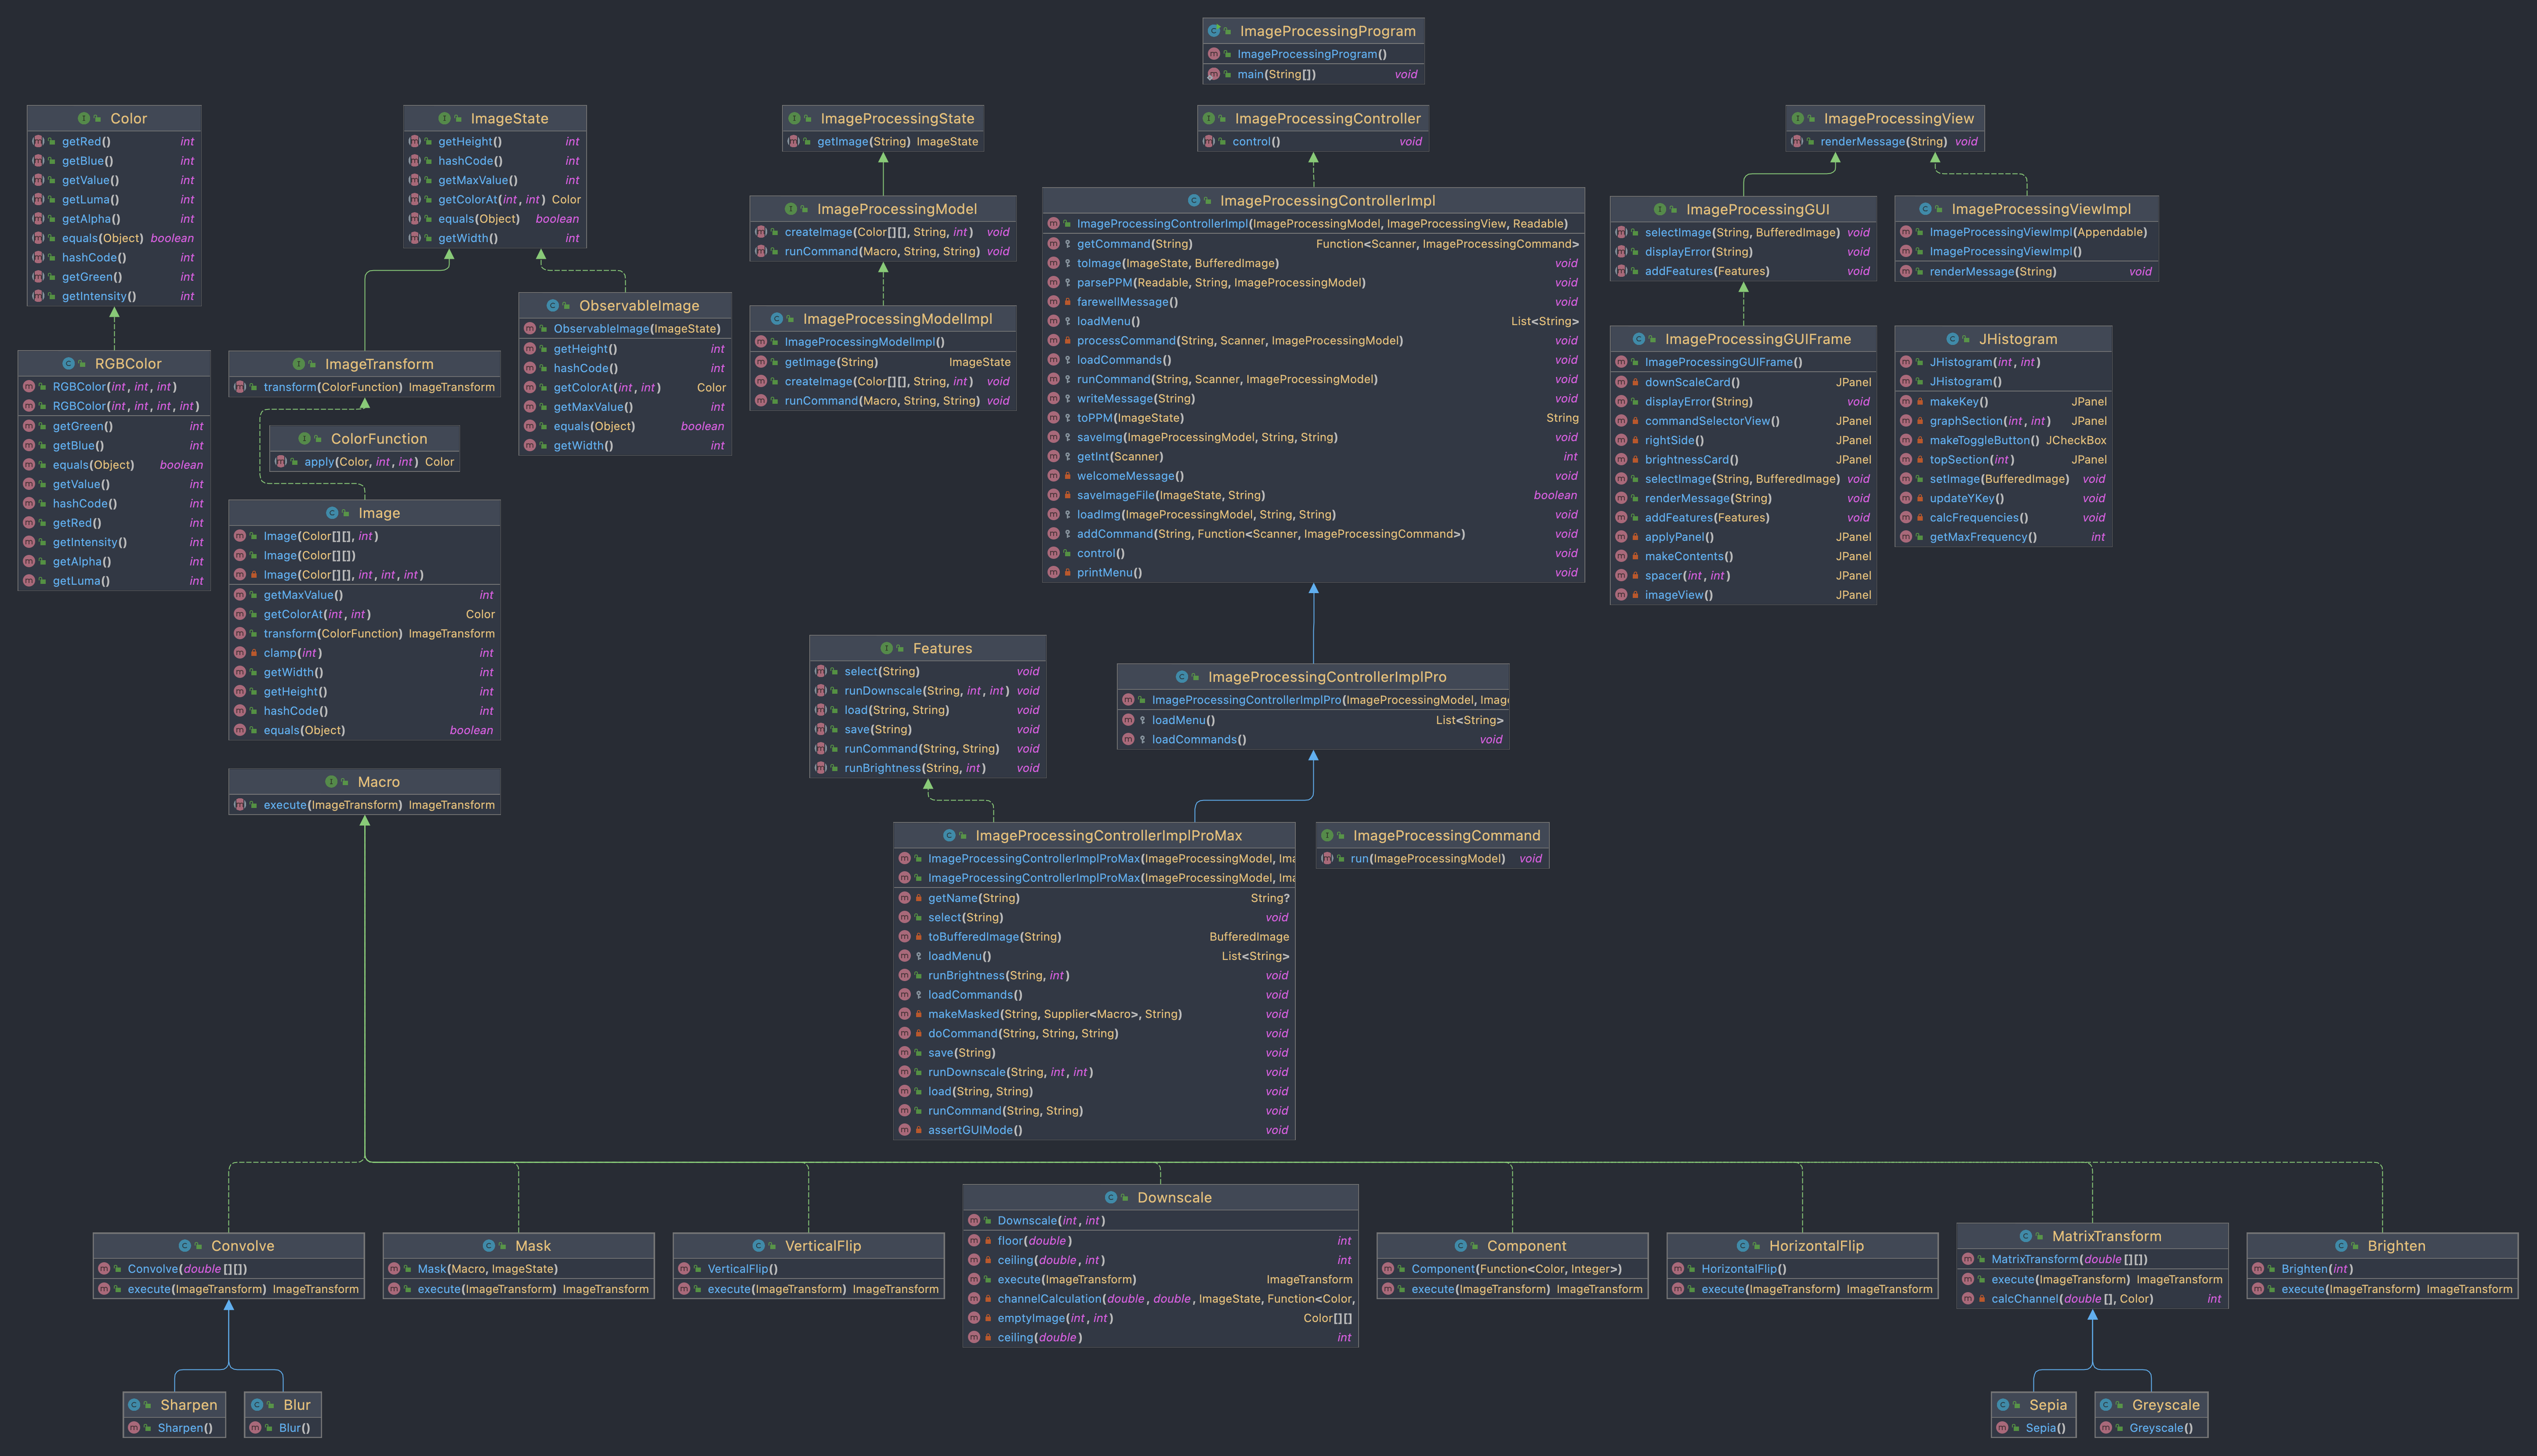 ImageProcessingProgram
ImageProcessingProgram()
main(String[]) void
Color
getRed() int
getBlue() int
getValue() int
getLuma() int
getAlpha() int
equals(Object) boolean
hashCode() int
getGreen() int
getIntensity() int
ImageState
getHeight() int
hashCode() int
getMaxValue() int
getColorAt(int, int) Color
equals(Object) boolean
getWidth() int
ImageProcessingState
getImage(String) ImageState
ImageProcessingController
control() void
ImageProcessingView
renderMessage(String) void
ImageProcessingModel
createImage(Color[][], String, int) void
runCommand(Macro, String, String) void
ImageProcessingControllerImpl
ImageProcessingControllerImpl(ImageProcessingModel, ImageProcessingView, Readable)
getCommand(String) Function<Scanner, ImageProcessingCommand>
toImage(ImageState, BufferedImage) void
parsePPM(Readable, String, ImageProcessingModel) void
farewellMessage() void
loadMenu() List<String>
processCommand(String, Scanner, ImageProcessingModel) void
loadCommands() void
runCommand(String, Scanner, ImageProcessingModel) void
writeMessage(String) void
toPPM(ImageState) String
saveImg(ImageProcessingModel, String, String) void
getInt(Scanner) int
welcomeMessage() void
saveImageFile(ImageState, String) boolean
loadImg(ImageProcessingModel, String, String) void
addCommand(String, Function<Scanner, ImageProcessingCommand>) void
control() void
printMenu() void
ImageProcessingGUI
selectImage(String, BufferedImage) void
displayError(String) void
addFeatures(Features) void
ImageProcessingViewImpl
ImageProcessingViewImpl(Appendable)
ImageProcessingViewImpl()
renderMessage(String) void
ObservableImage
ObservableImage(ImageState)
getHeight() int
hashCode() int
getColorAt(int, int) Color
getMaxValue() int
equals(Object) boolean
getWidth() int
ImageProcessingModelImpl
ImageProcessingModelImpl()
getImage(String) ImageState
createImage(Color[][], String, int) void
runCommand(Macro, String, String) void
ImageProcessingGUIFrame
ImageProcessingGUIFrame()
downScaleCard() JPanel
displayError(String) void
commandSelectorView() JPanel
rightSide() JPanel
brightnessCard() JPanel
selectImage(String, BufferedImage) void
renderMessage(String) void
addFeatures(Features) void
applyPanel() JPanel
makeContents() JPanel
spacer(int, int) JPanel
imageView() JPanel
JHistogram
JHistogram(int, int)
JHistogram()
makeKey() JPanel
graphSection(int, int) JPanel
makeToggleButton() JCheckBox
topSection(int) JPanel
setImage(BufferedImage) void
updateYKey() void
calcFrequencies() void
getMaxFrequency() int
RGBColor
RGBColor(int, int, int)
RGBColor(int, int, int, int)
getGreen() int
getBlue() int
equals(Object) boolean
getValue() int
hashCode() int
getRed() int
getIntensity() int
getAlpha() int
getLuma() int
ImageTransform
transform(ColorFunction) ImageTransform
ColorFunction
apply(Color, int, int) Color
Image
Image(Color[][], int)
Image(Color[][])
Image(Color[][], int, int, int)
getMaxValue() int
getColorAt(int, int) Color
transform(ColorFunction) ImageTransform
clamp(int) int
getWidth() int
getHeight() int
hashCode() int
equals(Object) boolean
Features
select(String) void
runDownscale(String, int, int) void
load(String, String) void
save(String) void
runCommand(String, String) void
runBrightness(String, int) void
ImageProcessingControllerImplPro
ImageProcessingControllerImplPro(ImageProcessingModel, Imag
loadMenu() List<String>
loadCommands() void
Macro
execute(ImageTransform) ImageTransform
ImageProcessingControllerImplProMax
ImageProcessingControllerImplProMax(ImageProcessingModel, Ima
ImageProcessingControllerImplProMax(ImageProcessingModel, Ima
getName(String) String?
select(String) void
toBufferedImage(String) BufferedImage
loadMenu() List<String>
runBrightness(String, int) void
loadCommands() void
makeMasked(String, Supplier<Macro>, String) void
doCommand(String, String, String) void
save(String) void
runDownscale(String, int, int) void
load(String, String) void
runCommand(String, String) void
assertGUIMode() void
ImageProcessingCommand
run(ImageProcessingModel) void
Convolve
Convolve(double[][])
execute(ImageTransform) ImageTransform
Mask
Mask(Macro, ImageState)
execute(ImageTransform) ImageTransform
VerticalFlip
VerticalFlip()
execute(ImageTransform) ImageTransform
Downscale
Downscale(int, int)
floor(double) int
ceiling(double, int) int
execute(ImageTransform) ImageTransform
channelCalculation(double, double, ImageState, Function<Color,
emptyImage(int, int) Color[][]
ceiling(double) int
Component
Component(Function<Color, Integer>)
execute(ImageTransform) ImageTransform
HorizontalFlip
HorizontalFlip()
execute(ImageTransform) ImageTransform
MatrixTransform
MatrixTransform(double[][])
execute(ImageTransform) ImageTransform
calcChannel(double[], Color) int
Brighten
Brighten(int)
execute(ImageTransform) ImageTransform
Sharpen
Sharpen()
Blur
Blur()
Sepia
Sepia()
Greyscale
Greyscale()